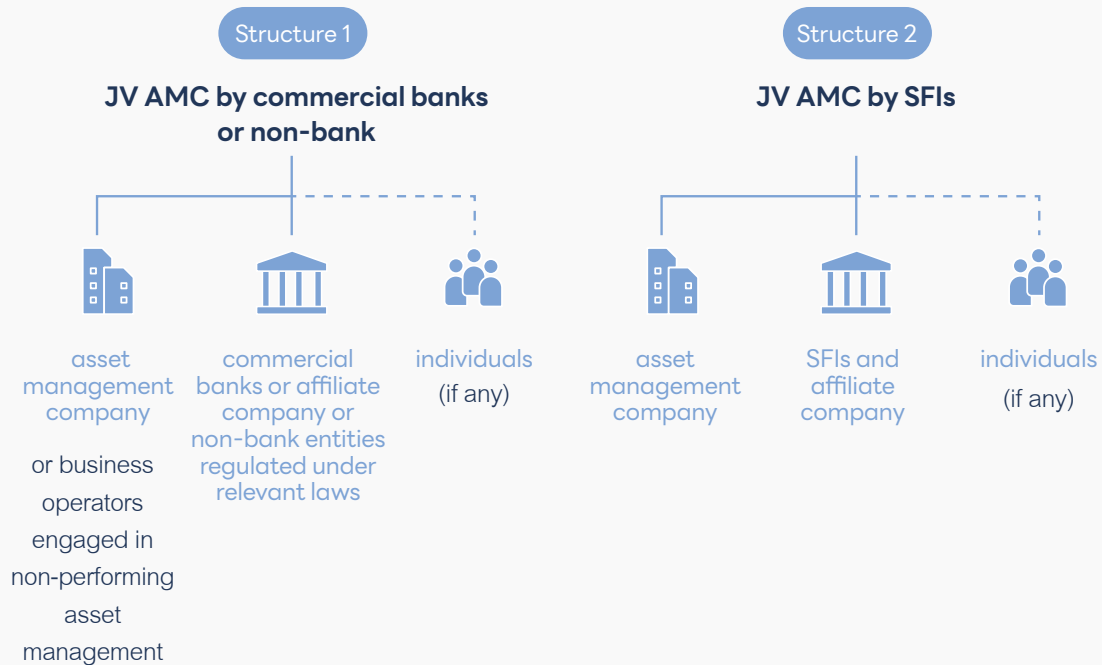 Structure 1
JV AMC by commercial banks
or non-bank
asset
management
company
or business
operators
engaged in
non-performing
asset
management
commercial
banks or affiliate
company or
non-bank entities
regulated under
relevant laws
individuals
(if any)
Structure 2
JV AMC by SFIs
asset
management
company
SFIs and
affiliate
company
individuals
(if any)